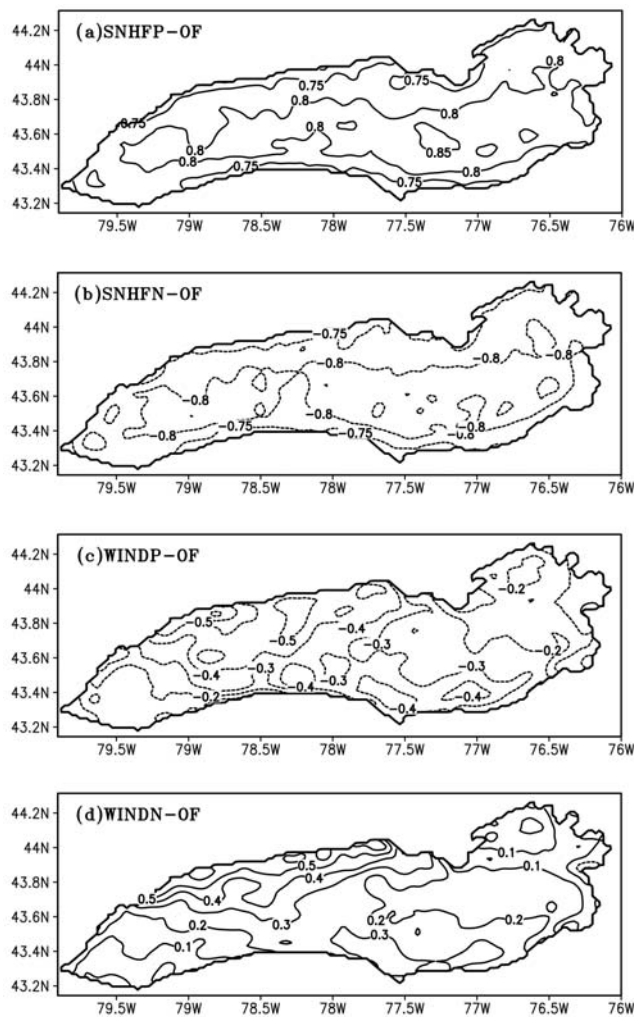 (a)SNHFP-OF
44.2N
44N
43.8N
43.6N
43.4N
43.2N
0.75 0.75 0.8
0.75 0.8 0.8
0.8 0.8 0.85
0.8 0.75 0.75 0.8
79.5W 79W 78.5W 78W 77.5W 77W 76.5W 76W
(b)SNHFN-OF
44.2N
44N
43.8N
43.6N
43.4N
43.2N
-0.75 -0.8
-0.8 -0.8
-0.8 -0.8
-0.8 -0.75 -0.75 -0.8 -0.8
79.5W 79W 78.5W 78W 77.5W 77W 76.5W 76W
(c)WINDP-OF
44.2N
44N
43.8N
43.6N
43.4N
43.2N
-0.2
-0.5 -0.5 -0.4
-0.3 -0.2
-0.4 -0.3 -0.3 -0.3
-0.2 -0.4 -0.4 -0.4
79.5W 79W 78.5W 78W 77.5W 77W 76.5W 76W
(d)WINDN-OF
44.2N
44N
43.8N
43.6N
43.4N
43.2N
0.5 0.1 0.1
0.5 0.4 0.4
0.2 0.3 0.2 0.2
0.1 0.3
79.5W 79W 78.5W 78W 77.5W 77W 76.5W 76W